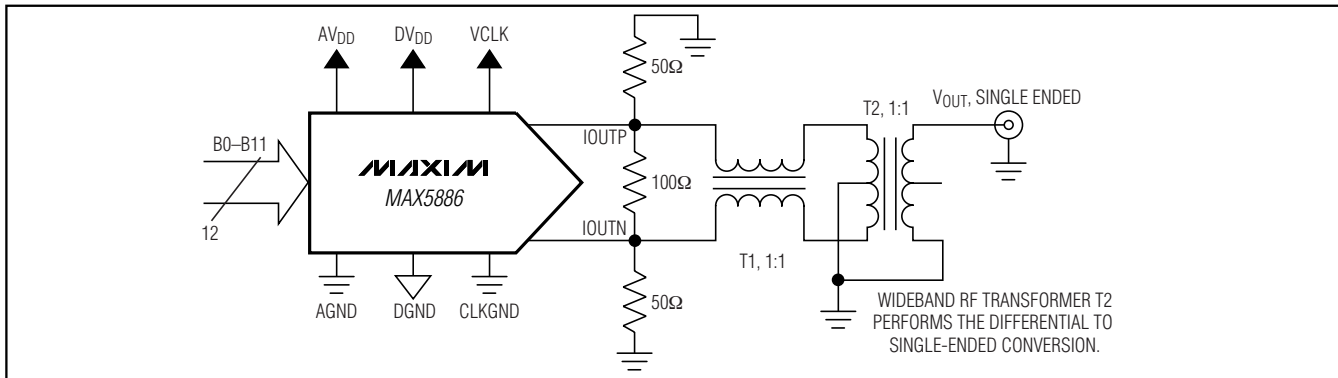 AVDD
DVDD
VCLK
50Ω
T2, 1:1
VOUT, SINGLE ENDED
IOUTP
B0–B11
MAXIM
MAX5886
100Ω
12
IOUTN
T1, 1:1
AGND
DGND
CLKGND
50Ω
WIDEBAND RF TRANSFORMER T2
PERFORMS THE DIFFERENTIAL TO
SINGLE-ENDED CONVERSION.